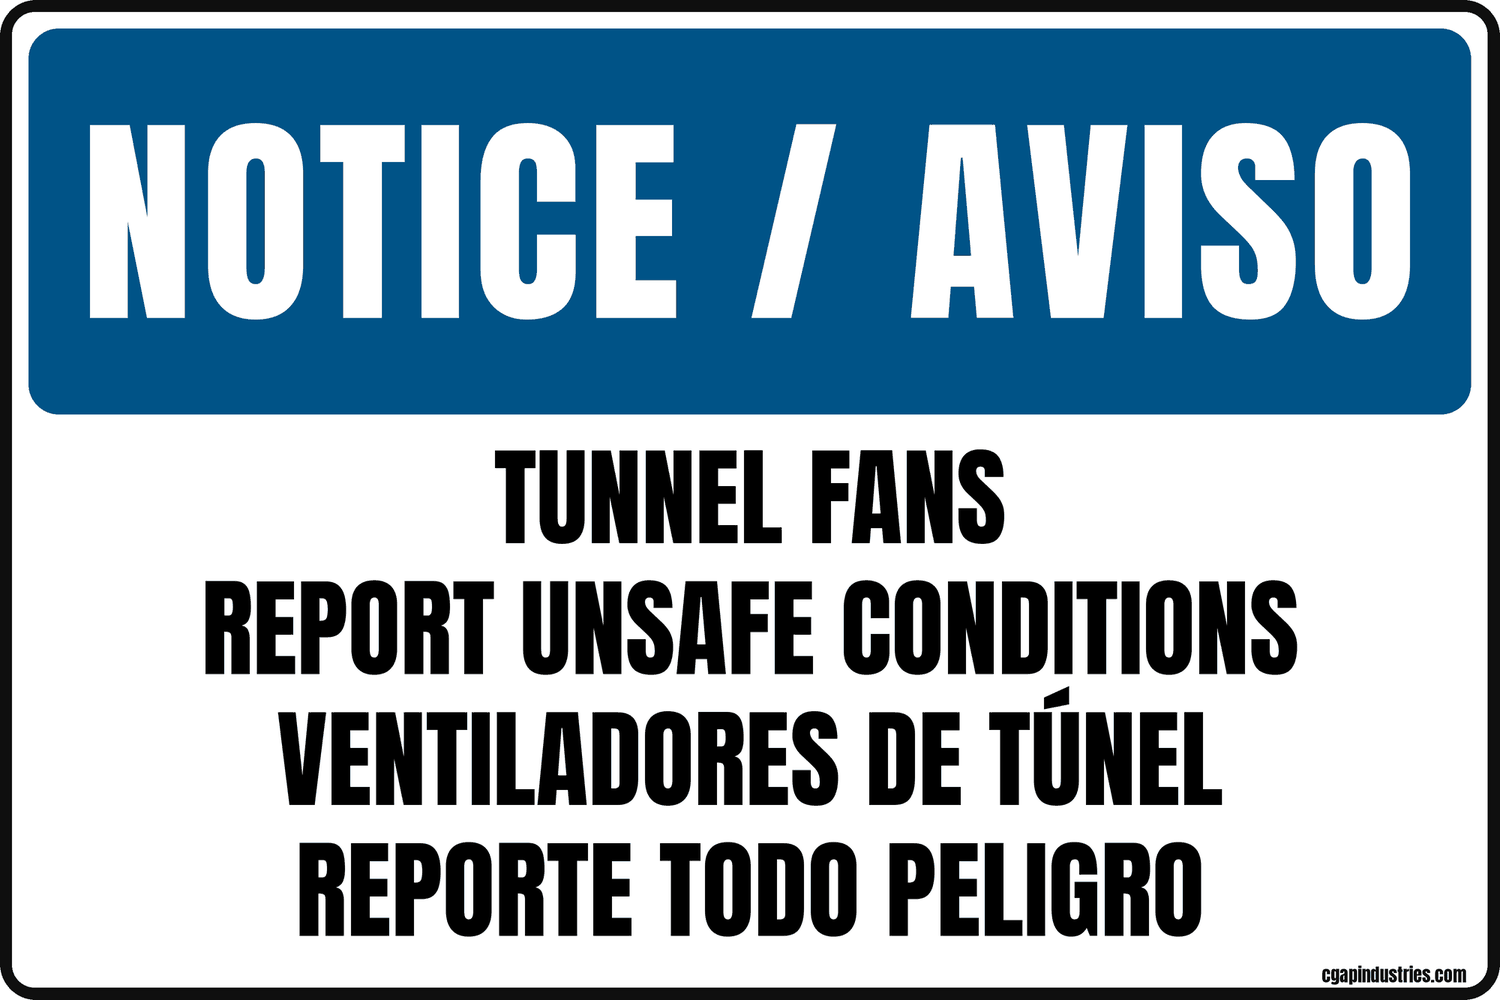 NOTICE / AVISO
TUNNEL FANS
REPORT UNSAFE CONDITIONS
VENTILADORES DE TÚNEL
REPORTE TODO PELIGRO
cgapindustries.com